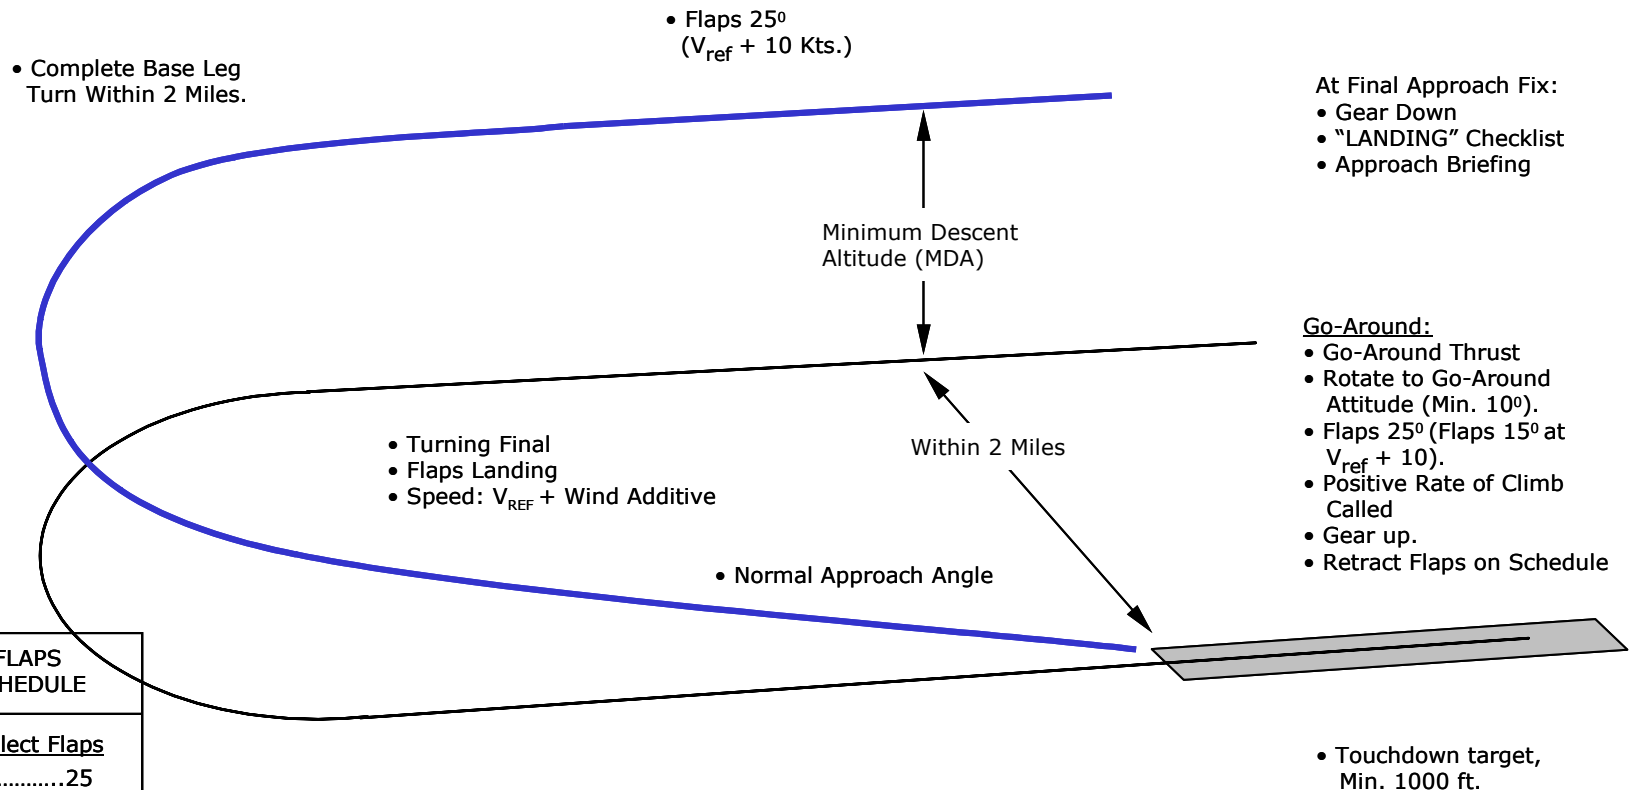 • Flaps 25⁰
(Vref + 10 Kts.)
• Complete Base Leg
Turn Within 2 Miles.
At Final Approach Fix:
• Gear Down
• “LANDING” Checklist
• Approach Briefing
Minimum Descent
Altitude (MDA)
Go-Around:
• Go-Around Thrust
• Rotate to Go-Around
Attitude (Min. 10⁰).
• Flaps 25⁰ (Flaps 15⁰ at
Vref + 10).
• Positive Rate of Climb
Called
• Gear up.
• Retract Flaps on Schedule
• Turning Final
• Flaps Landing
• Speed: VREF + Wind Additive
Within 2 Miles
• Normal Approach Angle
FLAPS
HEDULE
lect Flaps
...........25
• Touchdown target,
Min. 1000 ft.